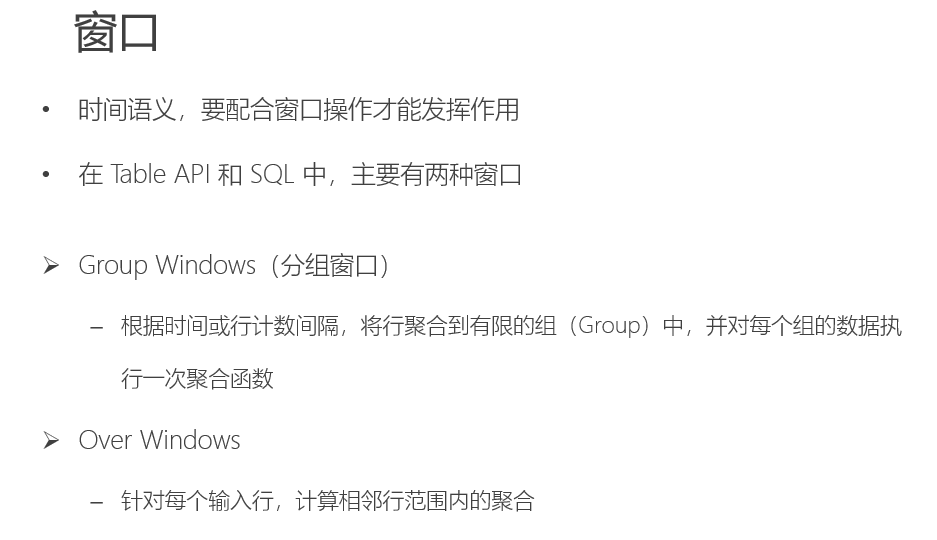 窗口
• 时间语义，要配合窗口操作才能发挥作用
• 在 Table API 和 SQL 中，主要有两种窗口
➢ Group Windows（分组窗口）
– 根据时间或行计数间隔，将行聚合到有限的组（Group）中，并对每个组的数据执
行一次聚合函数
➢ Over Windows
– 针对每个输入行，计算相邻行范围内的聚合